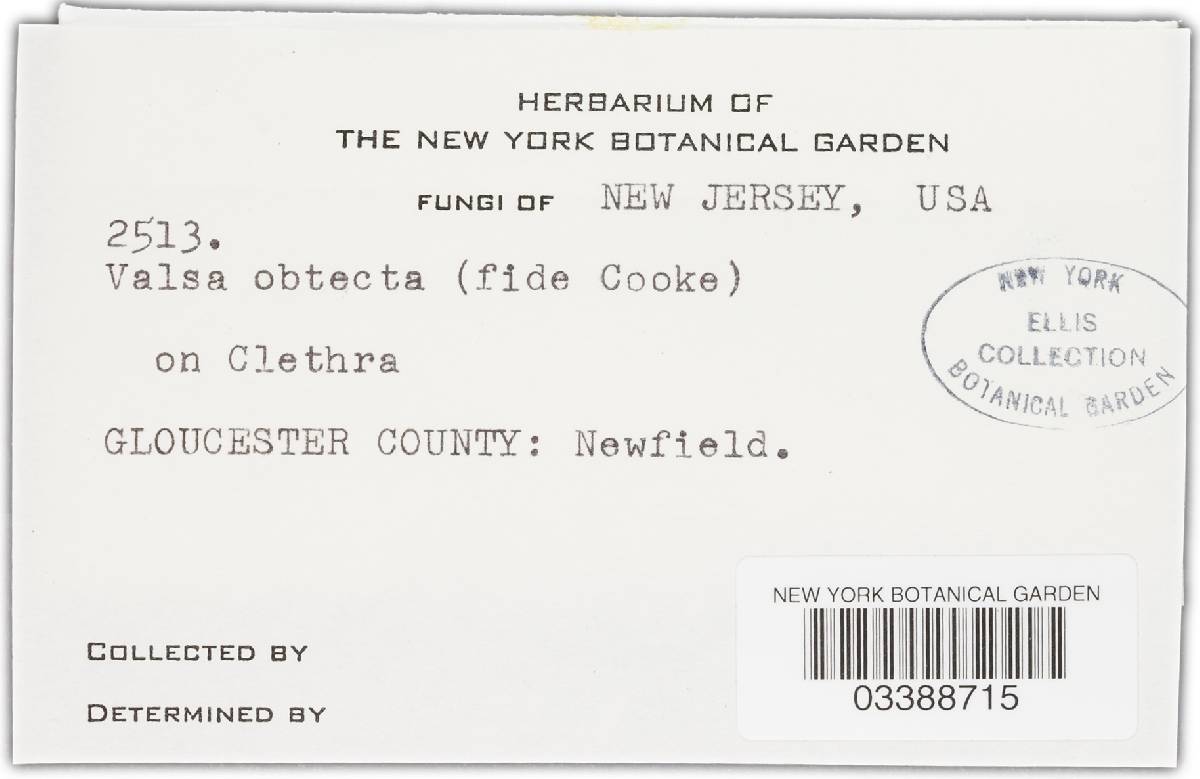 HERBARIUM OF
THE NEW YORK BOTANICAL GARDEN
FUNGI OF NEW JERSEY, USA
2513.
Valsa obtecta (fide Cooke)
on Clethra
GLOUCESTER COUNTY: Newfield.
NEW YORK
ELLIS
COLLECTION
BOTANICAL GARDEN
NEW YORK BOTANICAL GARDEN
03388715
COLLECTED BY
DETERMINED BY